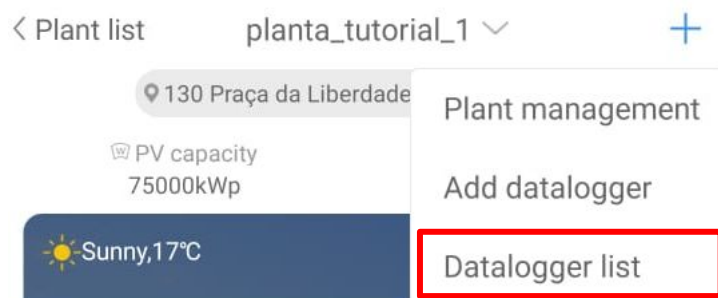 < Plant list planta_tutorial_1
130 Praça da Liberdade
PV capacity
75000kWp
Sunny,17℃
Plant management
Add datalogger
Datalogger list